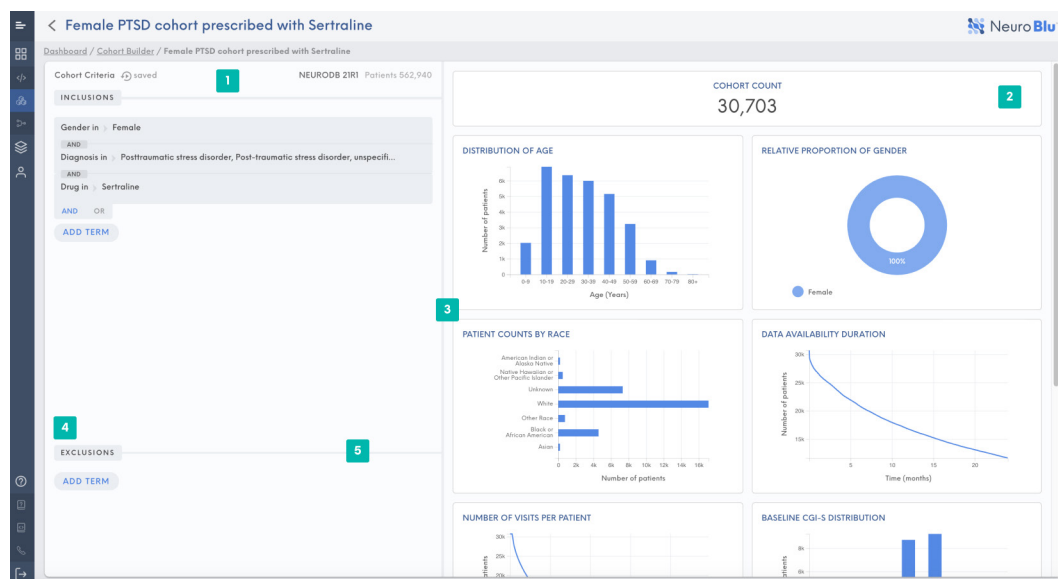 Female PTSD cohort prescribed with Sertraline
Neuro Blu
Dashboard / Cohort Builder / Female PTSD cohort prescribed with Sertraline
Cohort Criteria saved
1
NEURODB 21R1 Patients 562,940
INCLUSIONS
Gender in Female
AND
Diagnosis in Posttraumatic stress disorder, Post-traumatic stress disorder, unspecifi...
AND
Drug in Sertraline
AND OR
ADD TERM
3
4
EXCLUSIONS
5
ADD TERM
COHORT COUNT
30,703
2
DISTRIBUTION OF AGE
Number of patients
6k
5k
4k
3k
2k
1k
0
0-9 10-19 20-29 30-39 40-49 50-59 60-69 70-79 80+
Age (Years)
RELATIVE PROPORTION OF GENDER
100%
Female
PATIENT COUNTS BY RACE
American Indian or
Alaska Native
Native Hawaiian or
Other Pacific Islander
Unknown
White
Other Race
Black or
African American
Asian
0 2k 4k 6k 8k 10k 12k 14k 16k
Number of patients
DATA AVAILABILITY DURATION
Number of patients
30k
25k
20k
15k
5 10 15 20
Time (months)
NUMBER OF VISITS PER PATIENT
30k
25k
20k
BASELINE CGI-S DISTRIBUTION
8k
6k